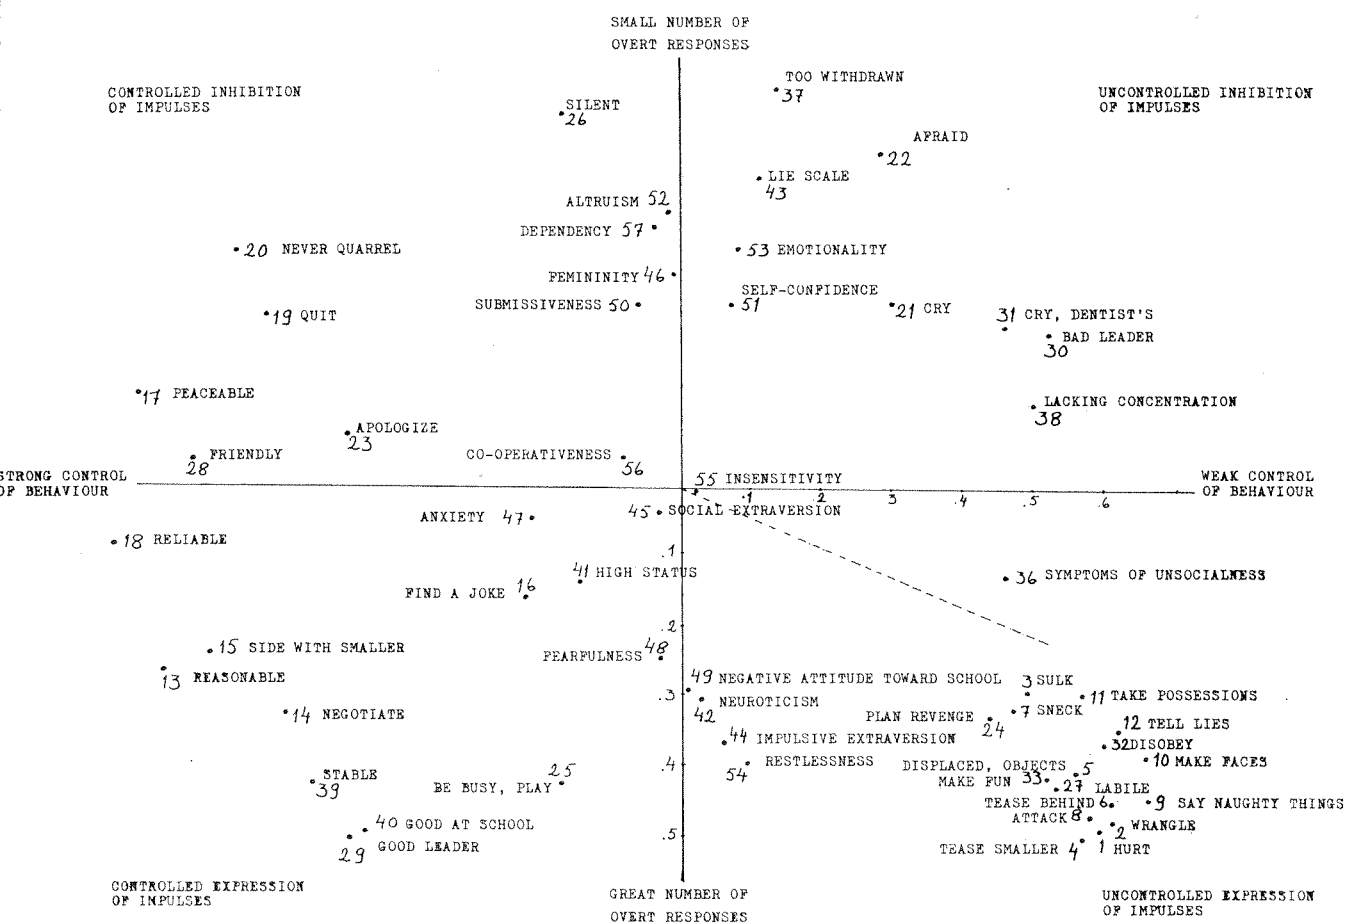 SMALL NUMBER OF
OVERT RESPONSES
CONTROLLED INHIBITION
OF IMPULSES
UNCONTROLLED INHIBITION
OF IMPULSES
TOO WITHDRAWN
37
SILENT
26
AFRAID
22
LIE SCALE
43
ALTRUISM 52
DEPENDENCY 57
20 NEVER QUARREL
53 EMOTIONALITY
FEMININITY 46
SELF-CONFIDENCE
51
SUBMISSIVENESS 50
19 QUIT
21 CRY
31 CRY, DENTIST'S
BAD LEADER
30
17 PEACEABLE
LACKING CONCENTRATION
38
APOLOGIZE
23
FRIENDLY
28
CO-OPERATIVENESS
56
STRONG CONTROL
OF BEHAVIOUR
55 INSENSITIVITY
WEAK CONTROL
OF BEHAVIOUR
.1 .2 3 .4 .5 .6
ANXIETY 47
45 SOCIAL EXTRAVERSION
18 RELIABLE
.1
41 HIGH STATUS
36 SYMPTOMS OF UNSOCIALNESS
FIND A JOKE 16
.2
15 SIDE WITH SMALLER
FEARFULNESS 48
13 REASONABLE
49 NEGATIVE ATTITUDE TOWARD SCHOOL
3 SULK
.3
11 TAKE POSSESSIONS
NEUROTICISM
42
14 NEGOTIATE
PLAN REVENGE
24
7 SNECK
12 TELL LIES
44 IMPULSIVE EXTRAVERSION
32 DISOBEY
.4
RESTLESSNESS
54
DISPLACED, OBJECTS 5
10 MAKE FACES
STABLE
39
BE BUSY, PLAY 25
MAKE FUN 33
27 LABILE
TEASE BEHIND 6
9 SAY NAUGHTY THINGS
ATTACK 8
2 WRANGLE
40 GOOD AT SCHOOL
.5
GOOD LEADER
29
TEASE SMALLER 4
1 HURT
CONTROLLED EXPRESSION
OF IMPULSES
GREAT NUMBER OF
OVERT RESPONSES
UNCONTROLLED EXPRESSION
OF IMPULSES